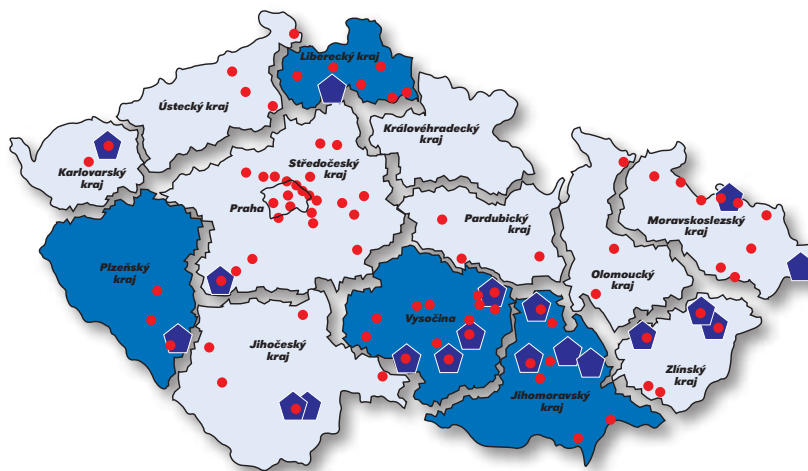 Liberecký kraj
Ústecký kraj
Královéhradecký
kraj
Karlovarský
kraj
Středočeský
kraj
Praha
Pardubický
kraj
Moravskoslezský
kraj
Plzeňský
kraj
Olomoucký
kraj
Vysočina
Jihočeský
kraj
Zlínský
kraj
Jihomoravský
kraj